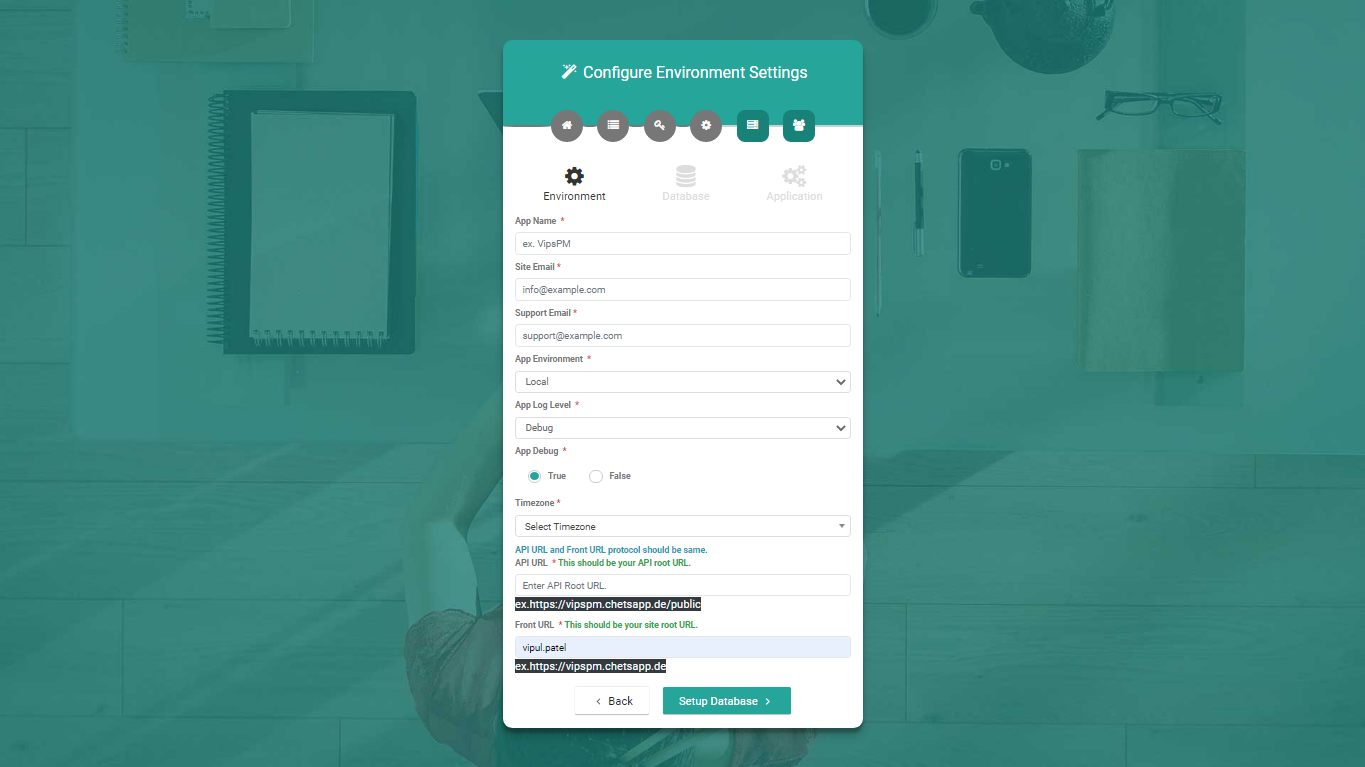 Configure Environment Settings
Environment
Database
Application
App Name *
ex. VipsPM
Site Email *
info@example.com
Support Email *
support@example.com
App Environment *
Local
App Log Level *
Debug
App Debug *
True
False
Timezone *
Select Timezone
API URL and Front URL protocol should be same.
API URL * This should be your API root URL.
Enter API Root URL.
ex.https://vipspm.chetsapp.de/public
Front URL * This should be your site root URL.
vipul.patel
ex.https://vipspm.chetsapp.de
Back
Setup Database